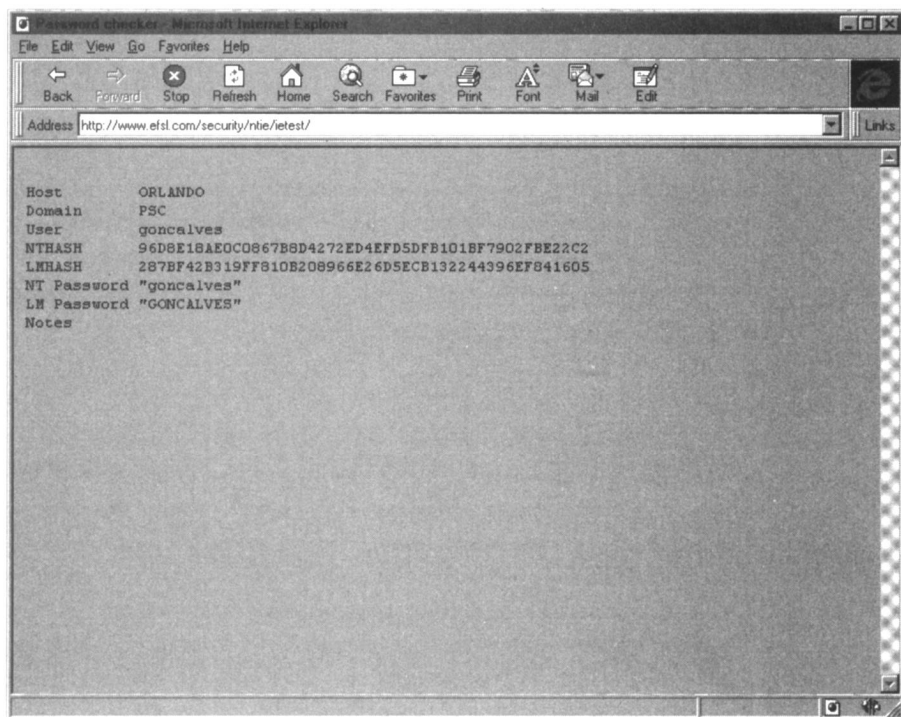 Password checker - Microsoft Internet Explorer
File Edit View Go Favorites Help
Back Forward Stop Refresh Home Search Favorites Print Font Mail Edit
Address http://www.efsl.com/security/ntie/ietest/ Links
Host ORLANDO
Domain PSC
User goncalves
NTHASH 96D8E18AE0C0867B8D4272ED4EFD5DFB101BF7902FBE22C2
LMHASH 287BF42B319FF810B208966E26D5ECB132244396EF841605
NT Password "goncalves"
LM Password "GONCALVES"
Notes